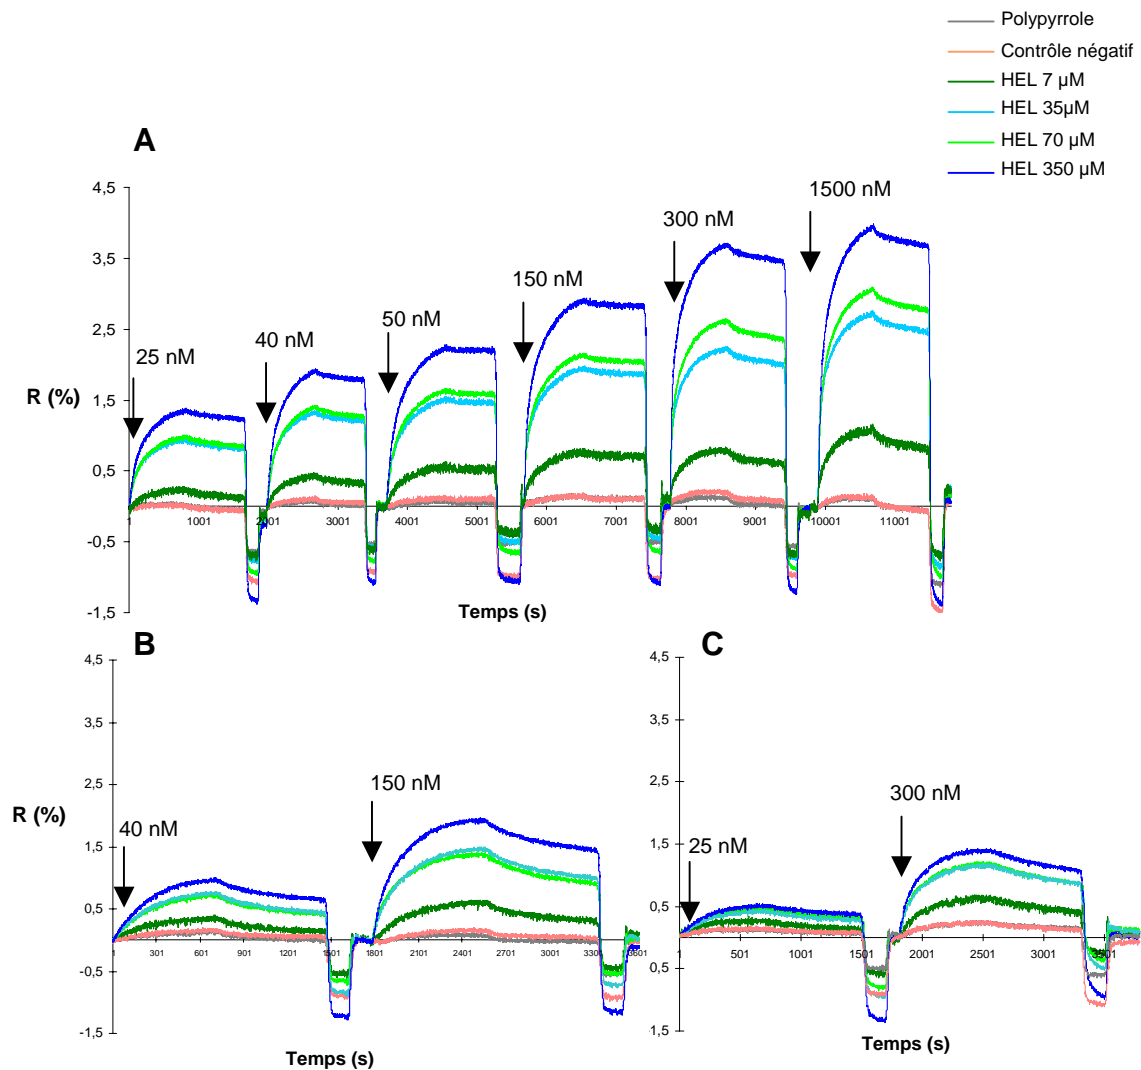 Polypyrrole
Contrôle négatif
HEL 7 µM
HEL 35µM
HEL 70 µM
HEL 350 µM
A
4,5
3,5
2,5
1,5
0,5
-0,5
-1,5
R (%)
25 nM
40 nM
50 nM
150 nM
300 nM
1500 nM
1 1001 2001 3001 4001 5001 6001 7001 8001 9001 10001 11001
Temps (s)
B
4,5
3,5
2,5
1,5
0,5
-0,5
-1,5
R (%)
40 nM
150 nM
1 301 601 901 1201 1501 1801 2101 2401 2701 3001 3301 3601
Temps (s)
C
4,5
3,5
2,5
1,5
0,5
0,5
1,5
25 nM
300 nM
1 501 1001 1501 2001 2501 3001 3501
Temps (s)